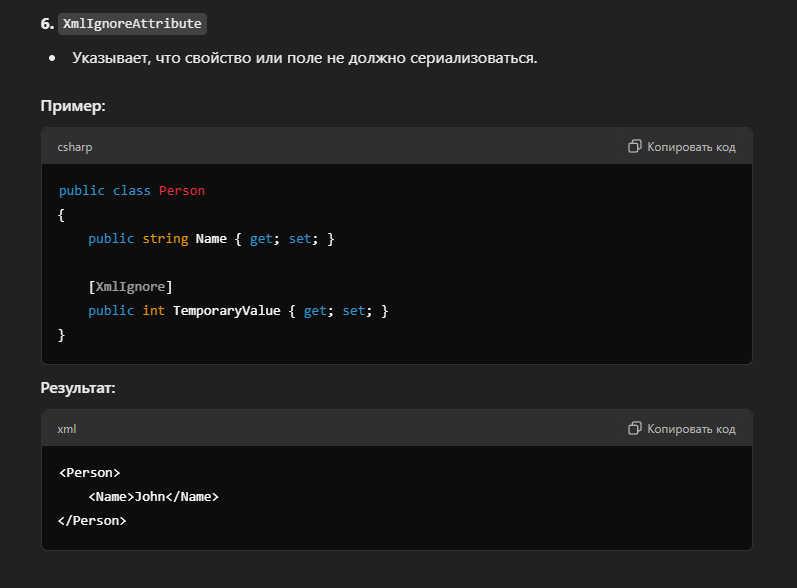 6. XmlIgnoreAttribute
• Указывает, что свойство или поле не должно сериализоваться.
Пример:
csharp Копировать код
public class Person
{
    public string Name { get; set; }

    [XmlIgnore]
    public int TemporaryValue { get; set; }
}
Результат:
xml Копировать код
<Person>
    <Name>John</Name>
</Person>